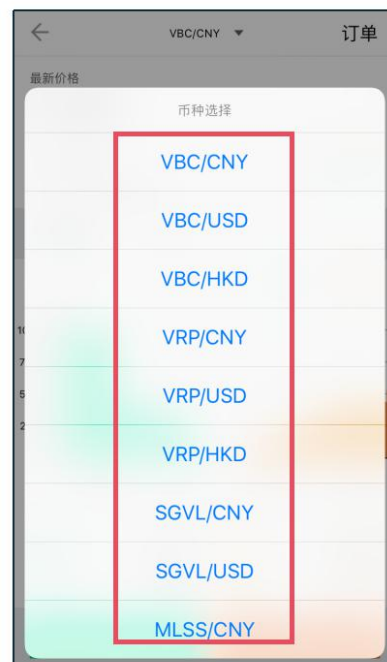 VBC/CNY ▼
订单
最新价格
币种选择
VBC/CNY
VBC/USD
VBC/HKD
VRP/CNY
VRP/USD
VRP/HKD
SGVL/CNY
SGVL/USD
MLSS/CNY